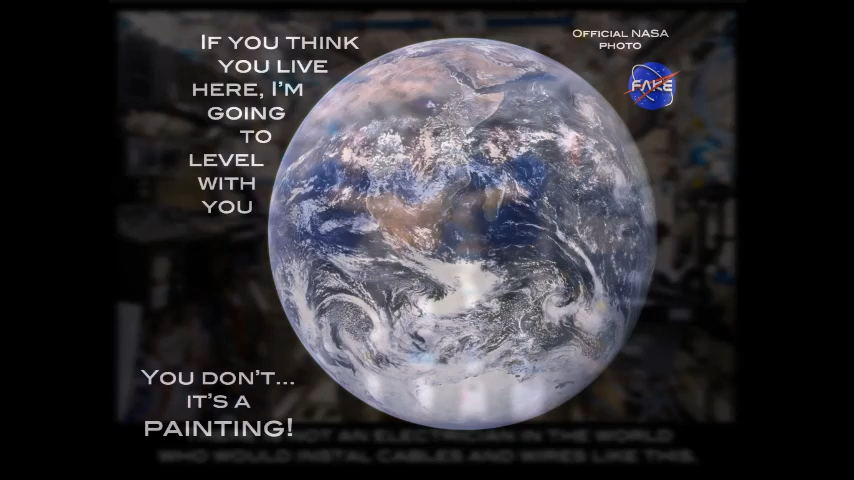 IF YOU THINK
YOU LIVE
HERE, I'M
GOING
TO
LEVEL
WITH
YOU
OFFICIAL NASA
PHOTO
FAKE
YOU DON'T...
IT'S A
PAINTING!
NOT AN ELECTRICIAN IN THE WORLD
WHO WOULD INSTAL CABLES AND WIRES LIKE THIS.